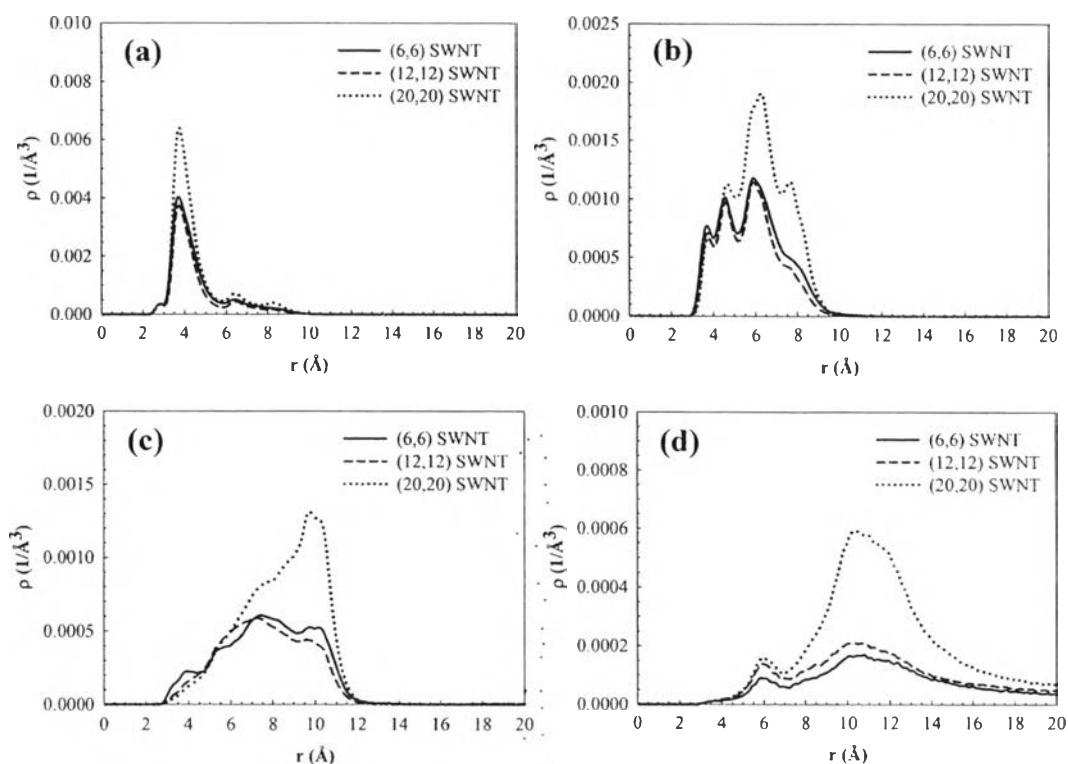 (a)
(6,6) SWNT
(12,12) SWNT
(20,20) SWNT
ρ (1/Å³)
0.010
0.008
0.006
0.004
0.002
0.000
0 2 4 6 8 10 12 14 16 18 20
r (Å)
(b)
(6,6) SWNT
(12,12) SWNT
(20,20) SWNT
ρ (1/Å³)
0.0025
0.0020
0.0015
0.0010
0.0005
0.0000
0 2 4 6 8 10 12 14 16 18 20
r (Å)
(c)
(6,6) SWNT
(12,12) SWNT
(20,20) SWNT
ρ (1/Å³)
0.0020
0.0015
0.0010
0.0005
0.0000
0 2 4 6 8 10 12 14 16 18 20
r (Å)
(d)
(6,6) SWNT
(12,12) SWNT
(20,20) SWNT
ρ (1/Å³)
0.0010
0.0008
0.0006
0.0004
0.0002
0.0000
0 2 4 6 8 10 12 14 16 18 20
r (Å)